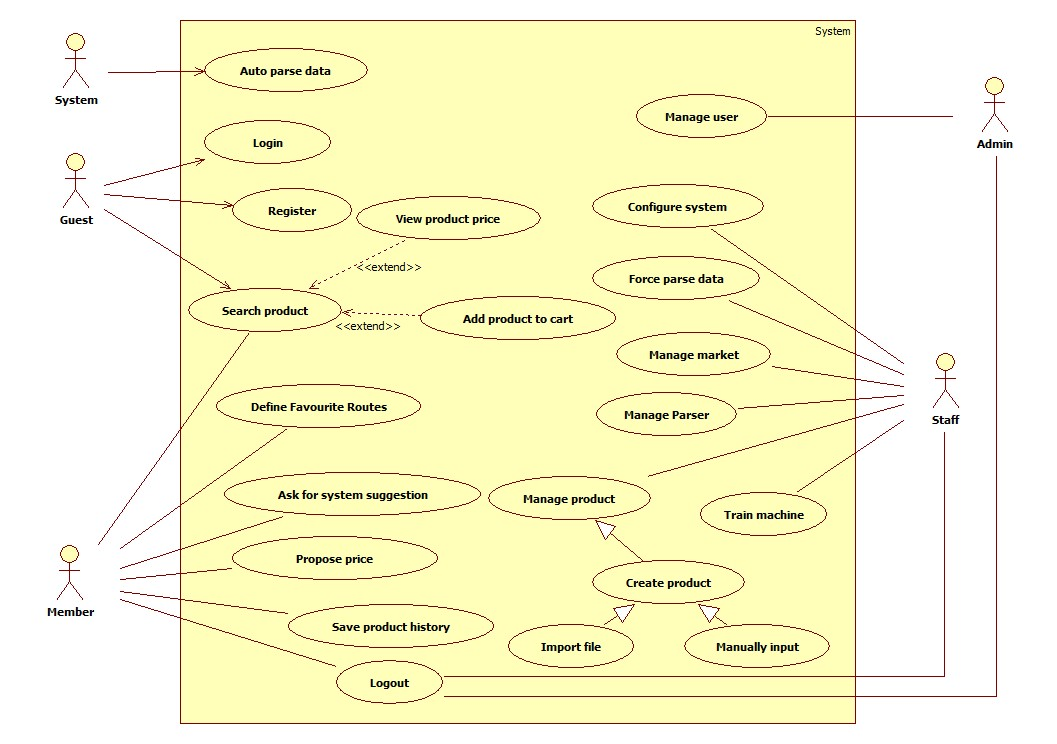 System
System
Auto parse data
Manage user
Admin
Login
Guest
Register
View product price
Configure system
<<extend>>
Force parse data
Search product
Add product to cart
<<extend>>
Manage market
Define Favourite Routes
Manage Parser
Staff
Ask for system suggestion
Manage product
Train machine
Propose price
Member
Create product
Save product history
Import file
Manually input
Logout